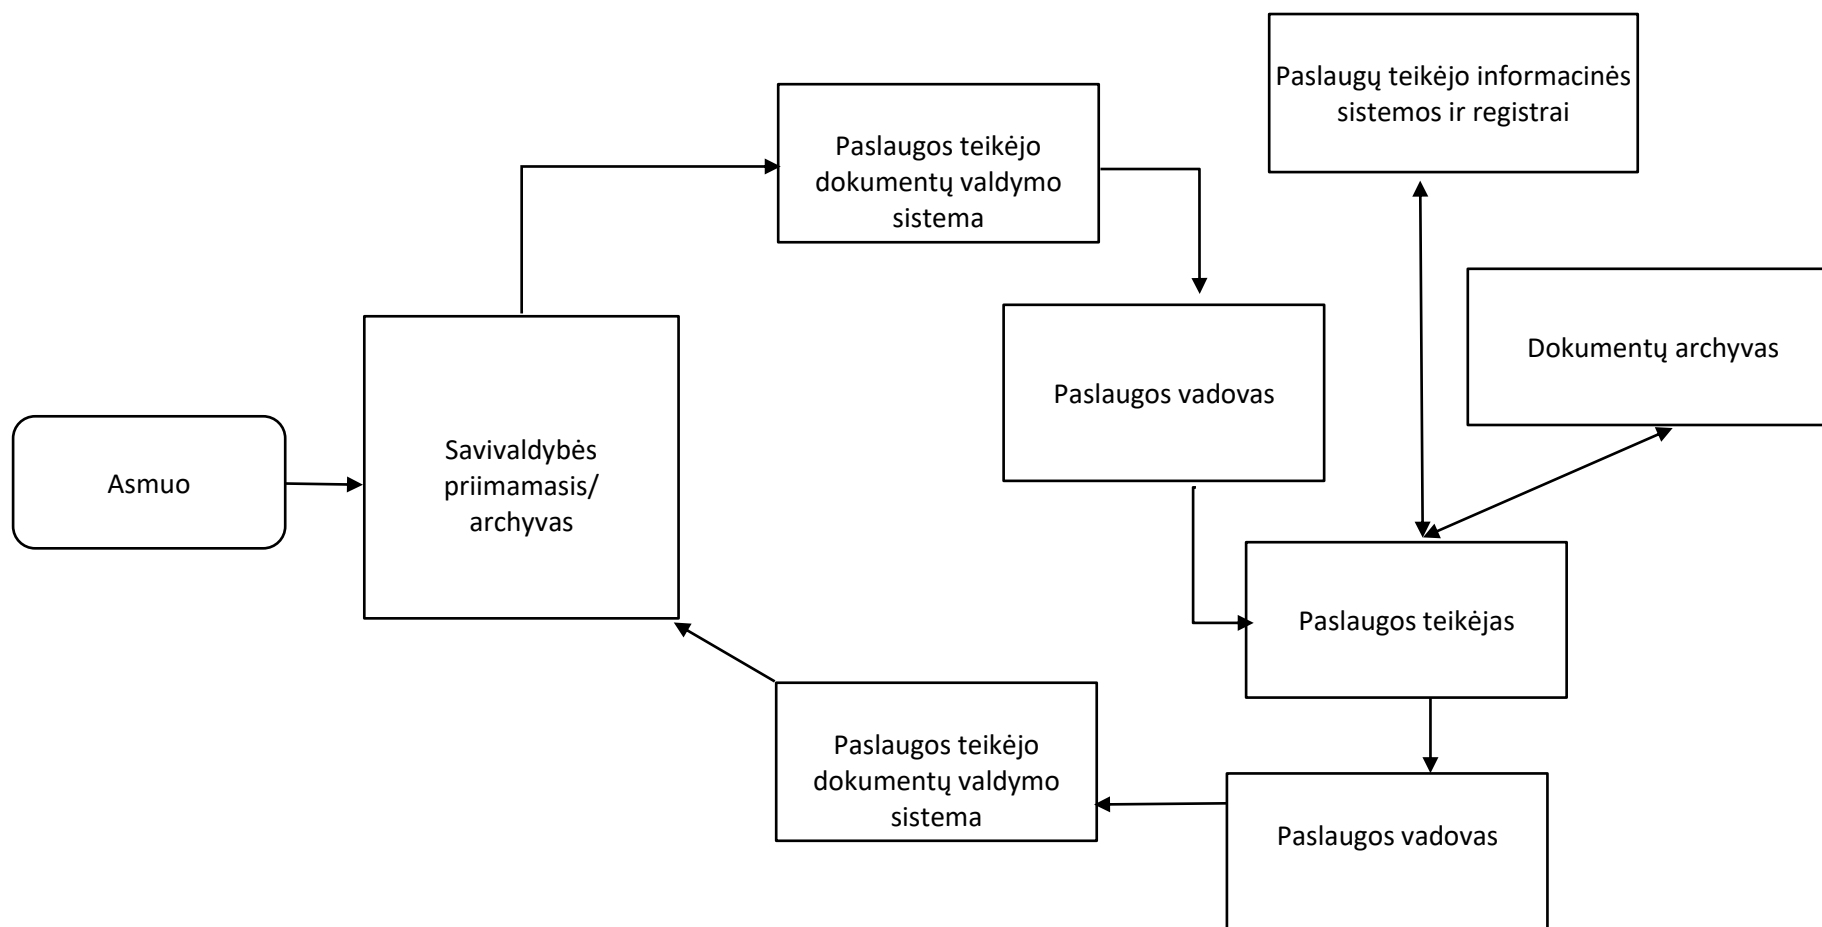 Paslaugų teikėjo informacinės
sistemos ir registrai
Paslaugos teikėjo
dokumentų valdymo
sistema
Dokumentų archyvas
Paslaugos vadovas
Savivaldybės
priimamasis/
archyvas
Asmuo
Paslaugos teikėjas
Paslaugos teikėjo
dokumentų valdymo
sistema
Paslaugos vadovas